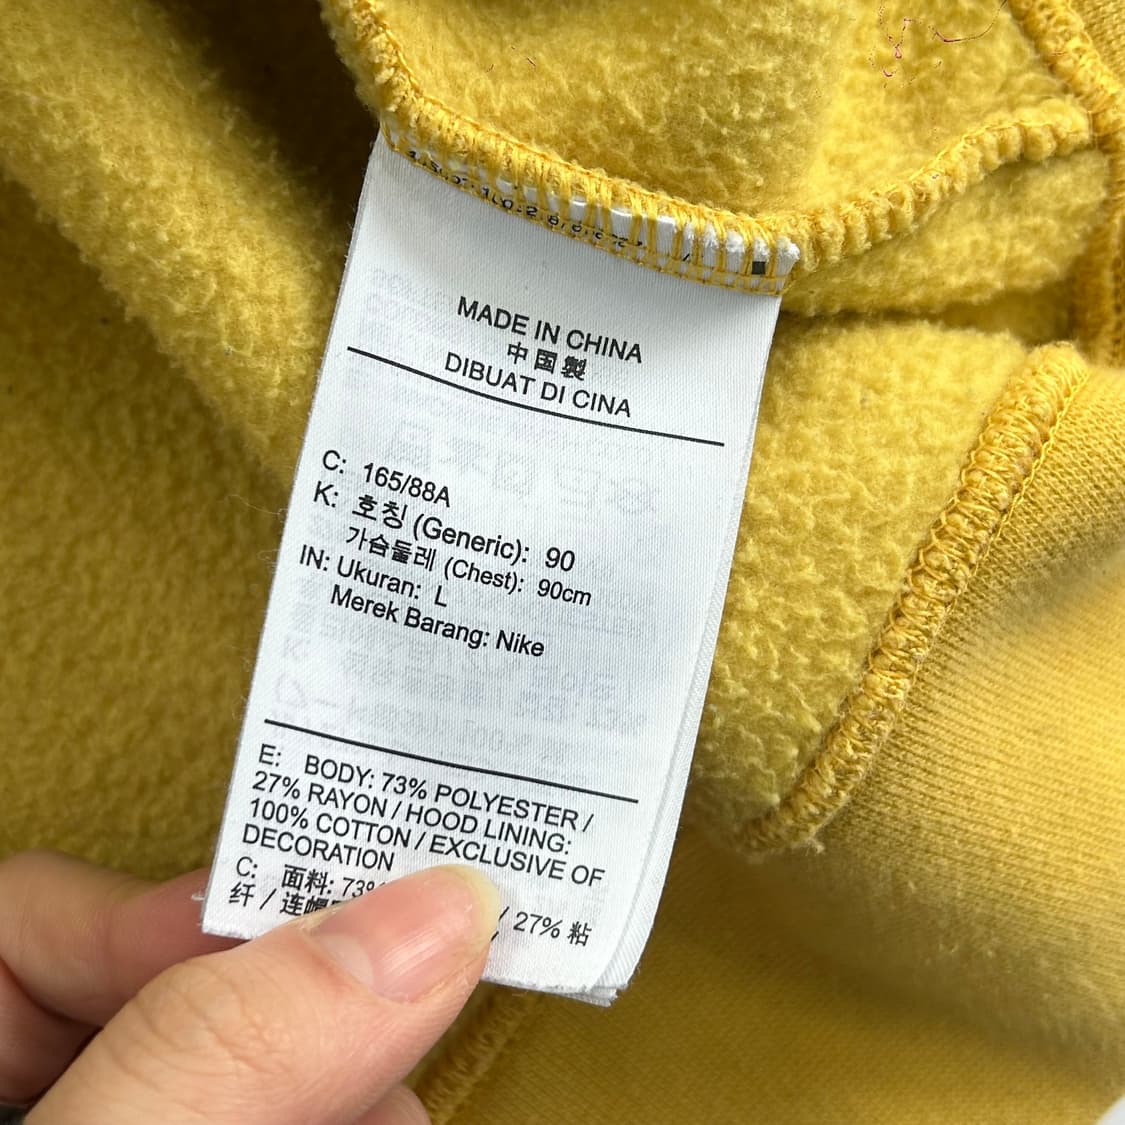 MADE IN CHINA
中国製
DIBUAT DI CINA
C: 165/88A
K: 호칭 (Generic): 90
가슴둘레 (Chest): 90cm
IN: Ukuran: L
Merek Barang: Nike
E: BODY: 73% POLYESTER /
27% RAYON / HOOD LINING:
100% COTTON / EXCLUSIVE OF
DECORATION
C: 面料: 73% / 27% 粘
纤 / 连帽